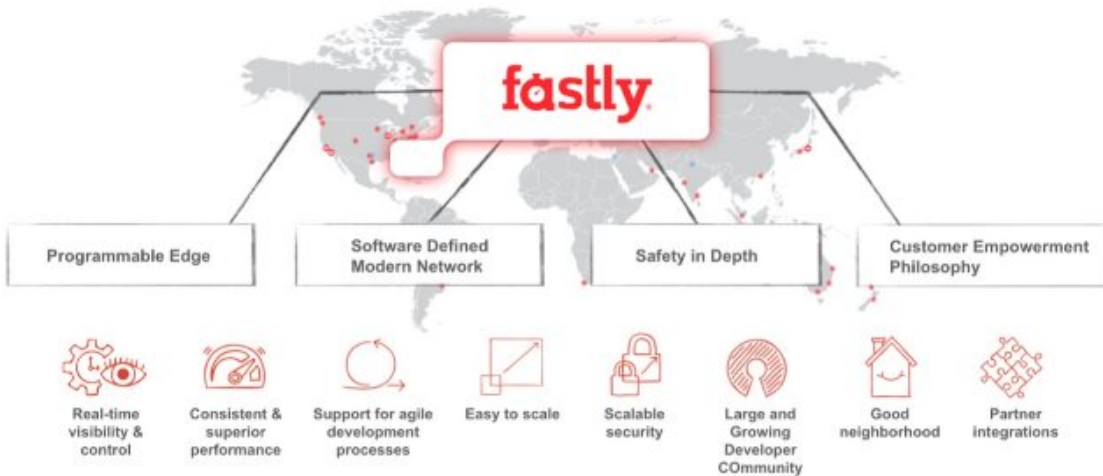 fastly
Programmable Edge
Software Defined
Modern Network
Safety in Depth
Customer Empowerment
Philosophy
Real-time
visibility &
control
Consistent &
superior
performance
Support for agile
development
processes
Easy to scale
Scalable
security
Large and
Growing
Developer
COmmunity
Good
neighborhood
Partner
integrations